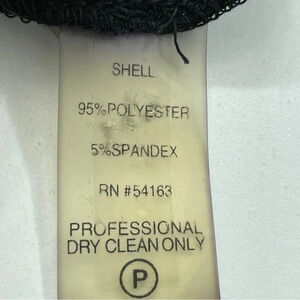 SHELL
95%POLYESTER
5%SPANDEX
RN #54163
PROFESSIONAL
DRY CLEAN ONLY
P